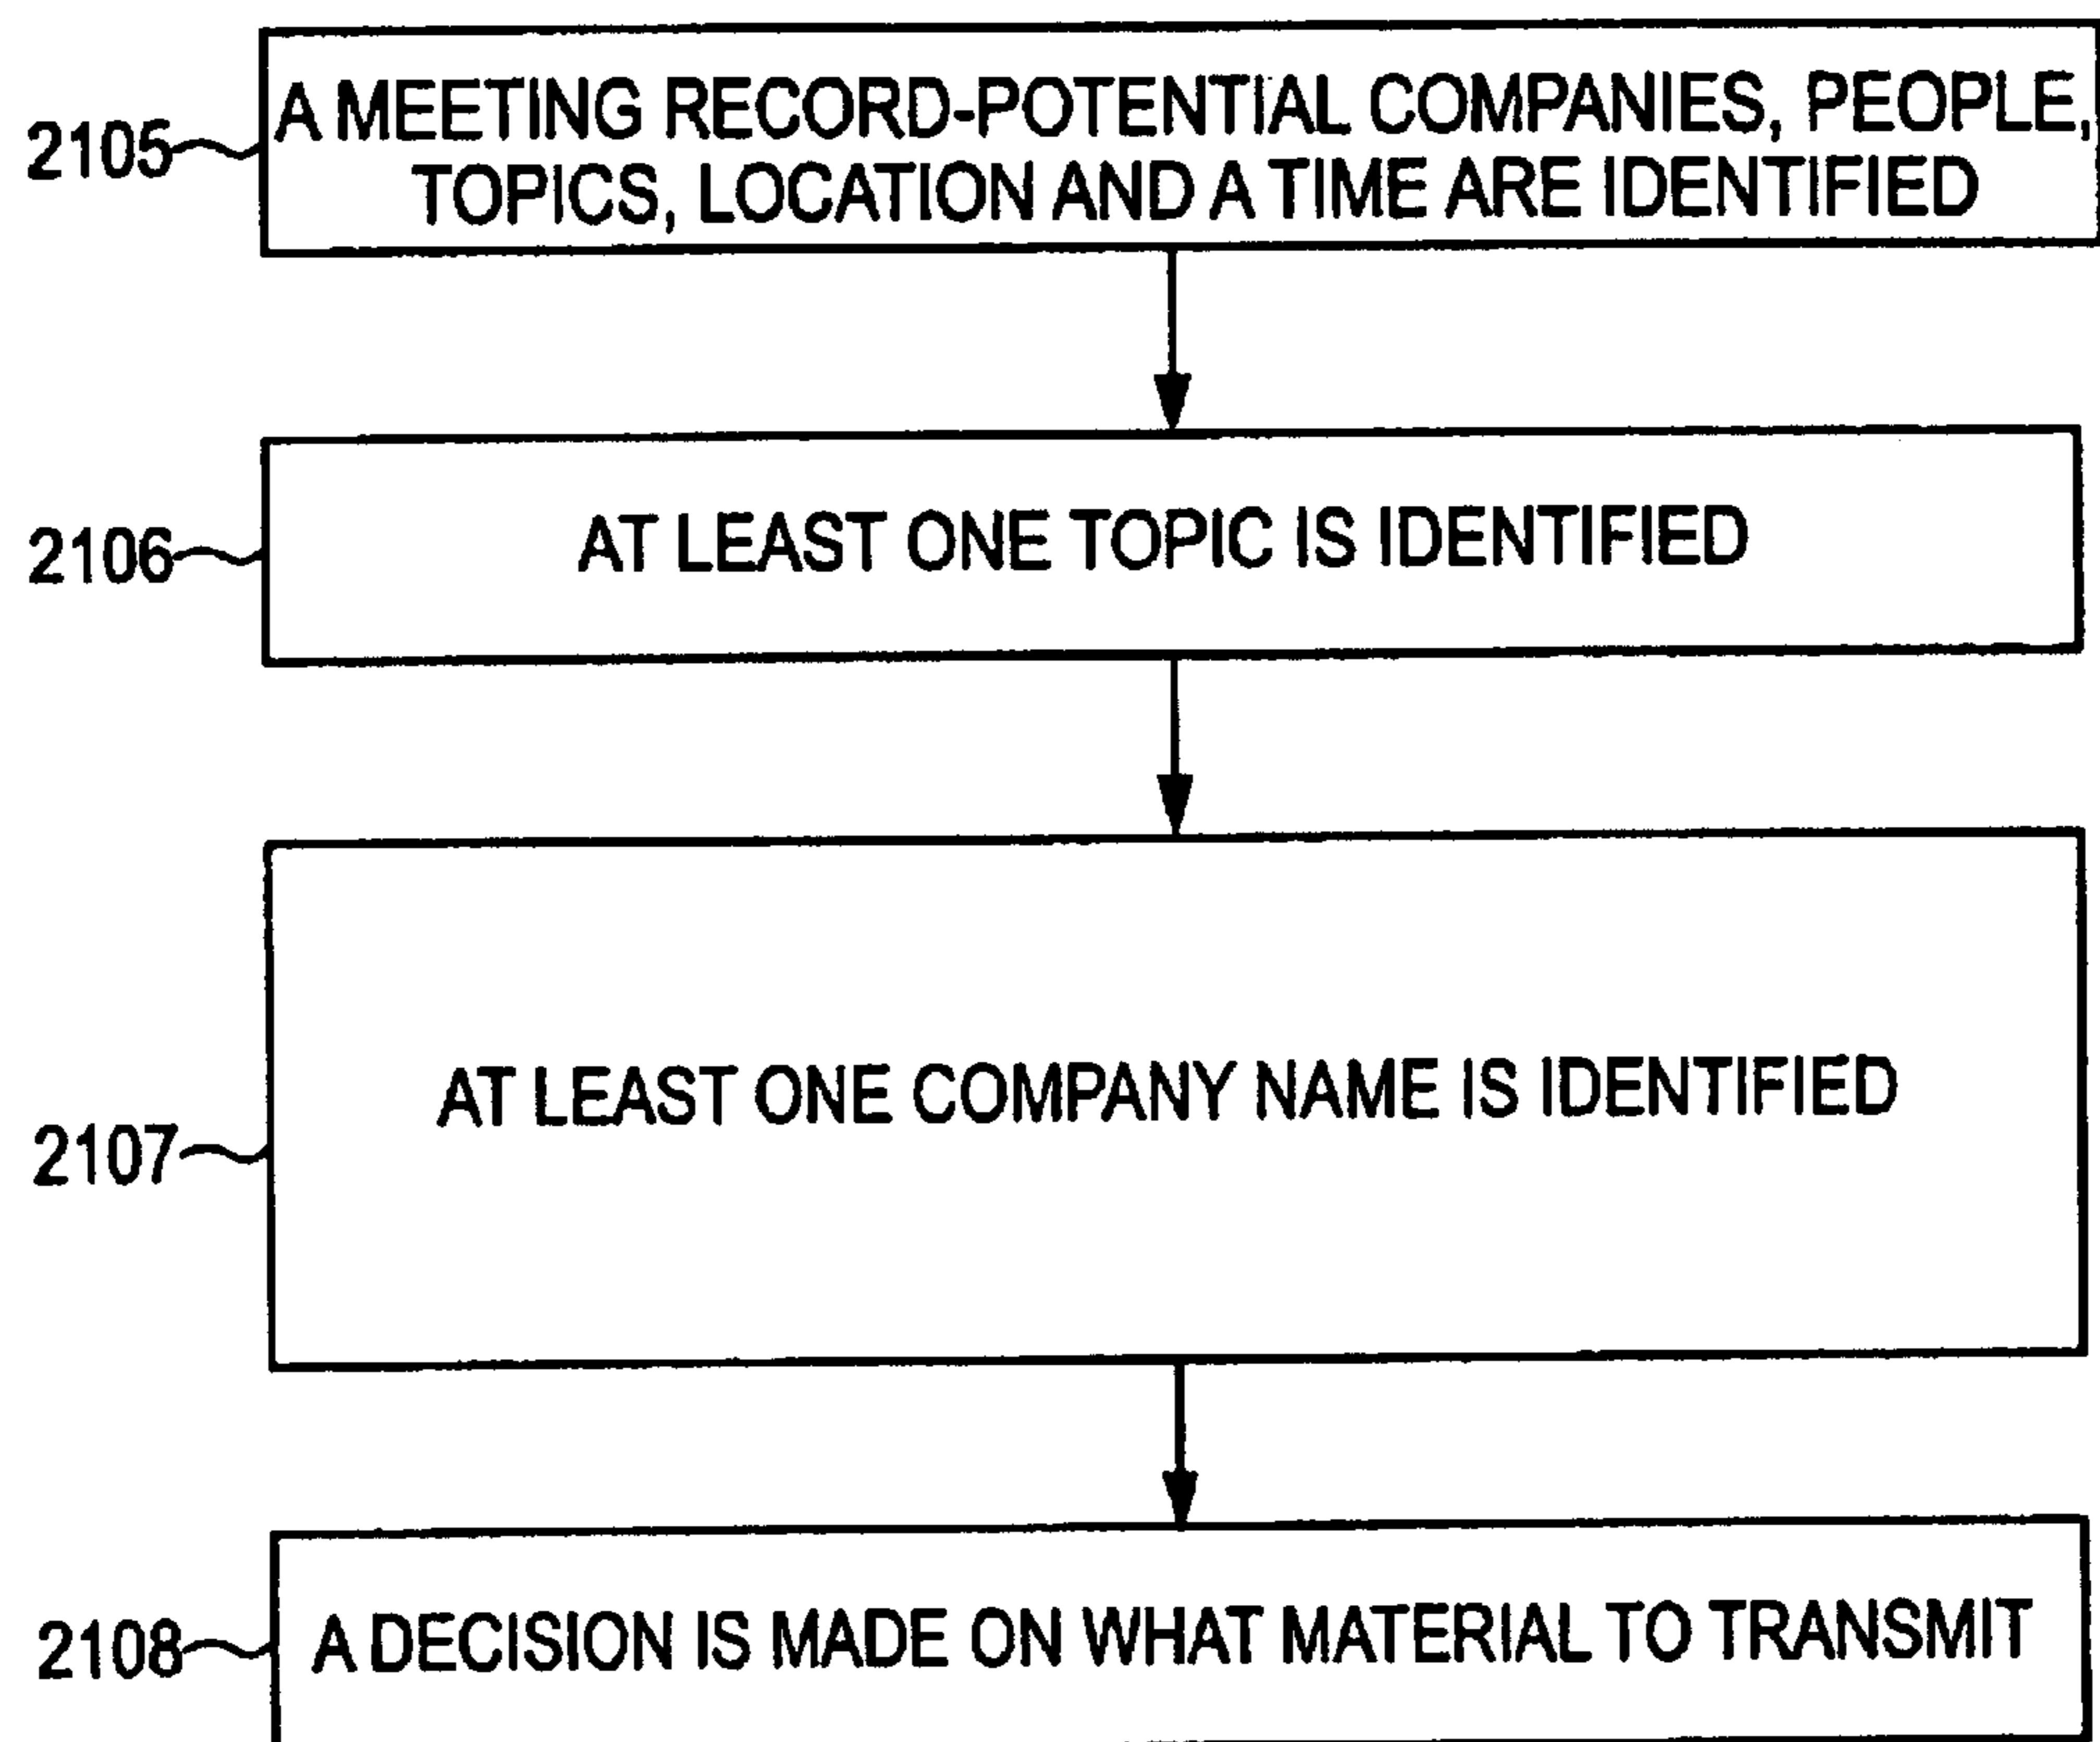 2105
A MEETING RECORD-POTENTIAL COMPANIES, PEOPLE,
TOPICS, LOCATION AND A TIME ARE IDENTIFIED
2106
AT LEAST ONE TOPIC IS IDENTIFIED
2107
AT LEAST ONE COMPANY NAME IS IDENTIFIED
2108
A DECISION IS MADE ON WHAT MATERIAL TO TRANSMIT